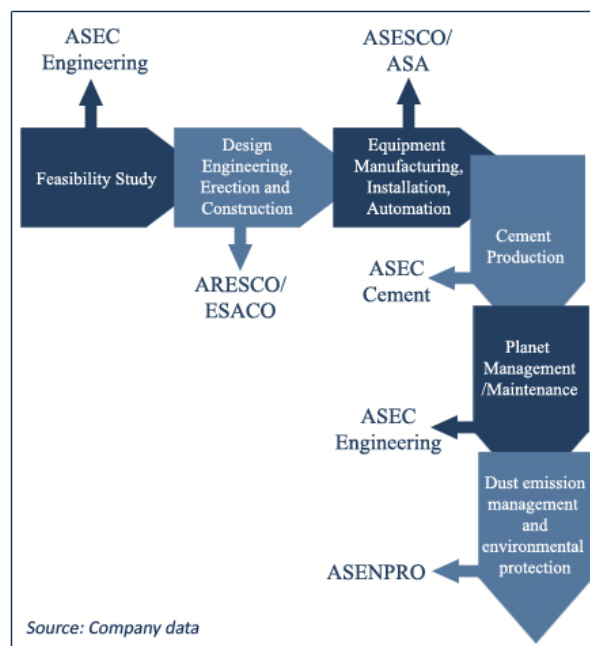 ASEC
Engineering
ASESCO/
ASA
Feasibility Study
Design
Engineering,
Erection and
Construction
Equipment
Manufacturing,
Installation,
Automation
ARESCO/
ESACO
Cement
Production
ASEC
Cement
Planet
Management
/Maintenance
ASEC
Engineering
Dust emission
management
and
environmental
protection
ASENPRO
Source: Company data